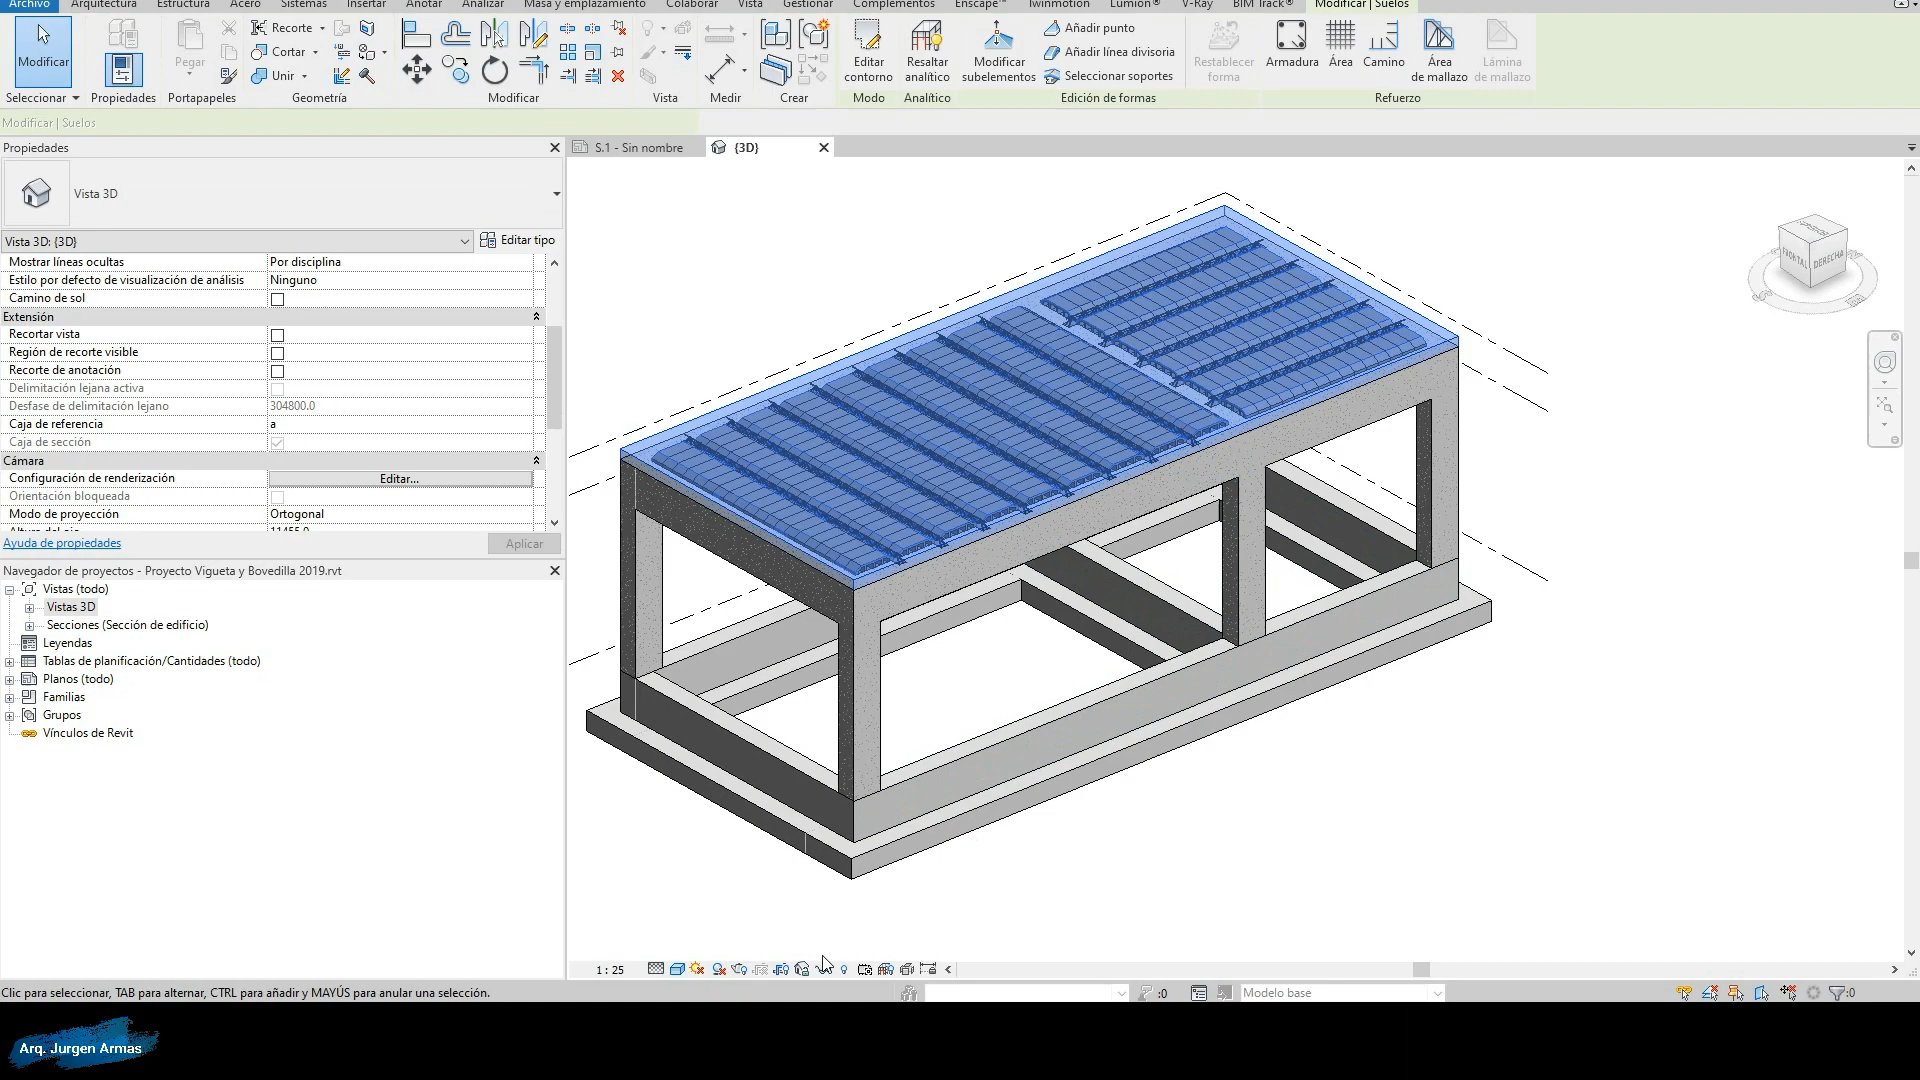 Archivo Arquitectura Estructura Acero Sistemas Insertar Anotar Analizar Masa y emplazamiento Colaborar Vista Gestionar Complementos Enscape™ Twinmotion Lumion® V-Ray BIM Track® Modificar | Suelos
Modificar
Pegar
Recorte
Cortar
Unir
Editar
contorno
Resaltar
analítico
Modificar
subelementos
Añadir punto
Añadir línea divisoria
Seleccionar soportes
Restablecer
forma
Armadura
Área
Camino
Área
de mallazo
Lámina
de mallazo
Seleccionar Propiedades Portapapeles Geometría Modificar Vista Medir Crear Modo Analítico Edición de formas Refuerzo
Modificar | Suelos
Propiedades
S.1 - Sin nombre
{3D}
Vista 3D
Vista 3D: {3D}
Editar tipo
Mostrar líneas ocultas Por disciplina
Estilo por defecto de visualización de análisis Ninguno
Camino de sol
Extensión
Recortar vista
Región de recorte visible
Recorte de anotación
Delimitación lejana activa
Desfase de delimitación lejano 304800.0
Caja de referencia a
Caja de sección
Cámara
Configuración de renderización Editar...
Orientación bloqueada
Modo de proyección Ortogonal
Ayuda de propiedades
Aplicar
FRONTAL
DERECHA
Navegador de proyectos - Proyecto Vigueta y Bovedilla 2019.rvt
Vistas (todo)
Vistas 3D
Secciones (Sección de edificio)
Leyendas
Tablas de planificación/Cantidades (todo)
Planos (todo)
Familias
Grupos
Vínculos de Revit
1 : 25
Clic para seleccionar, TAB para alternar, CTRL para añadir y MAYÚS para anular una selección.
:0
Modelo base
:0
Arq. Jurgen Armas